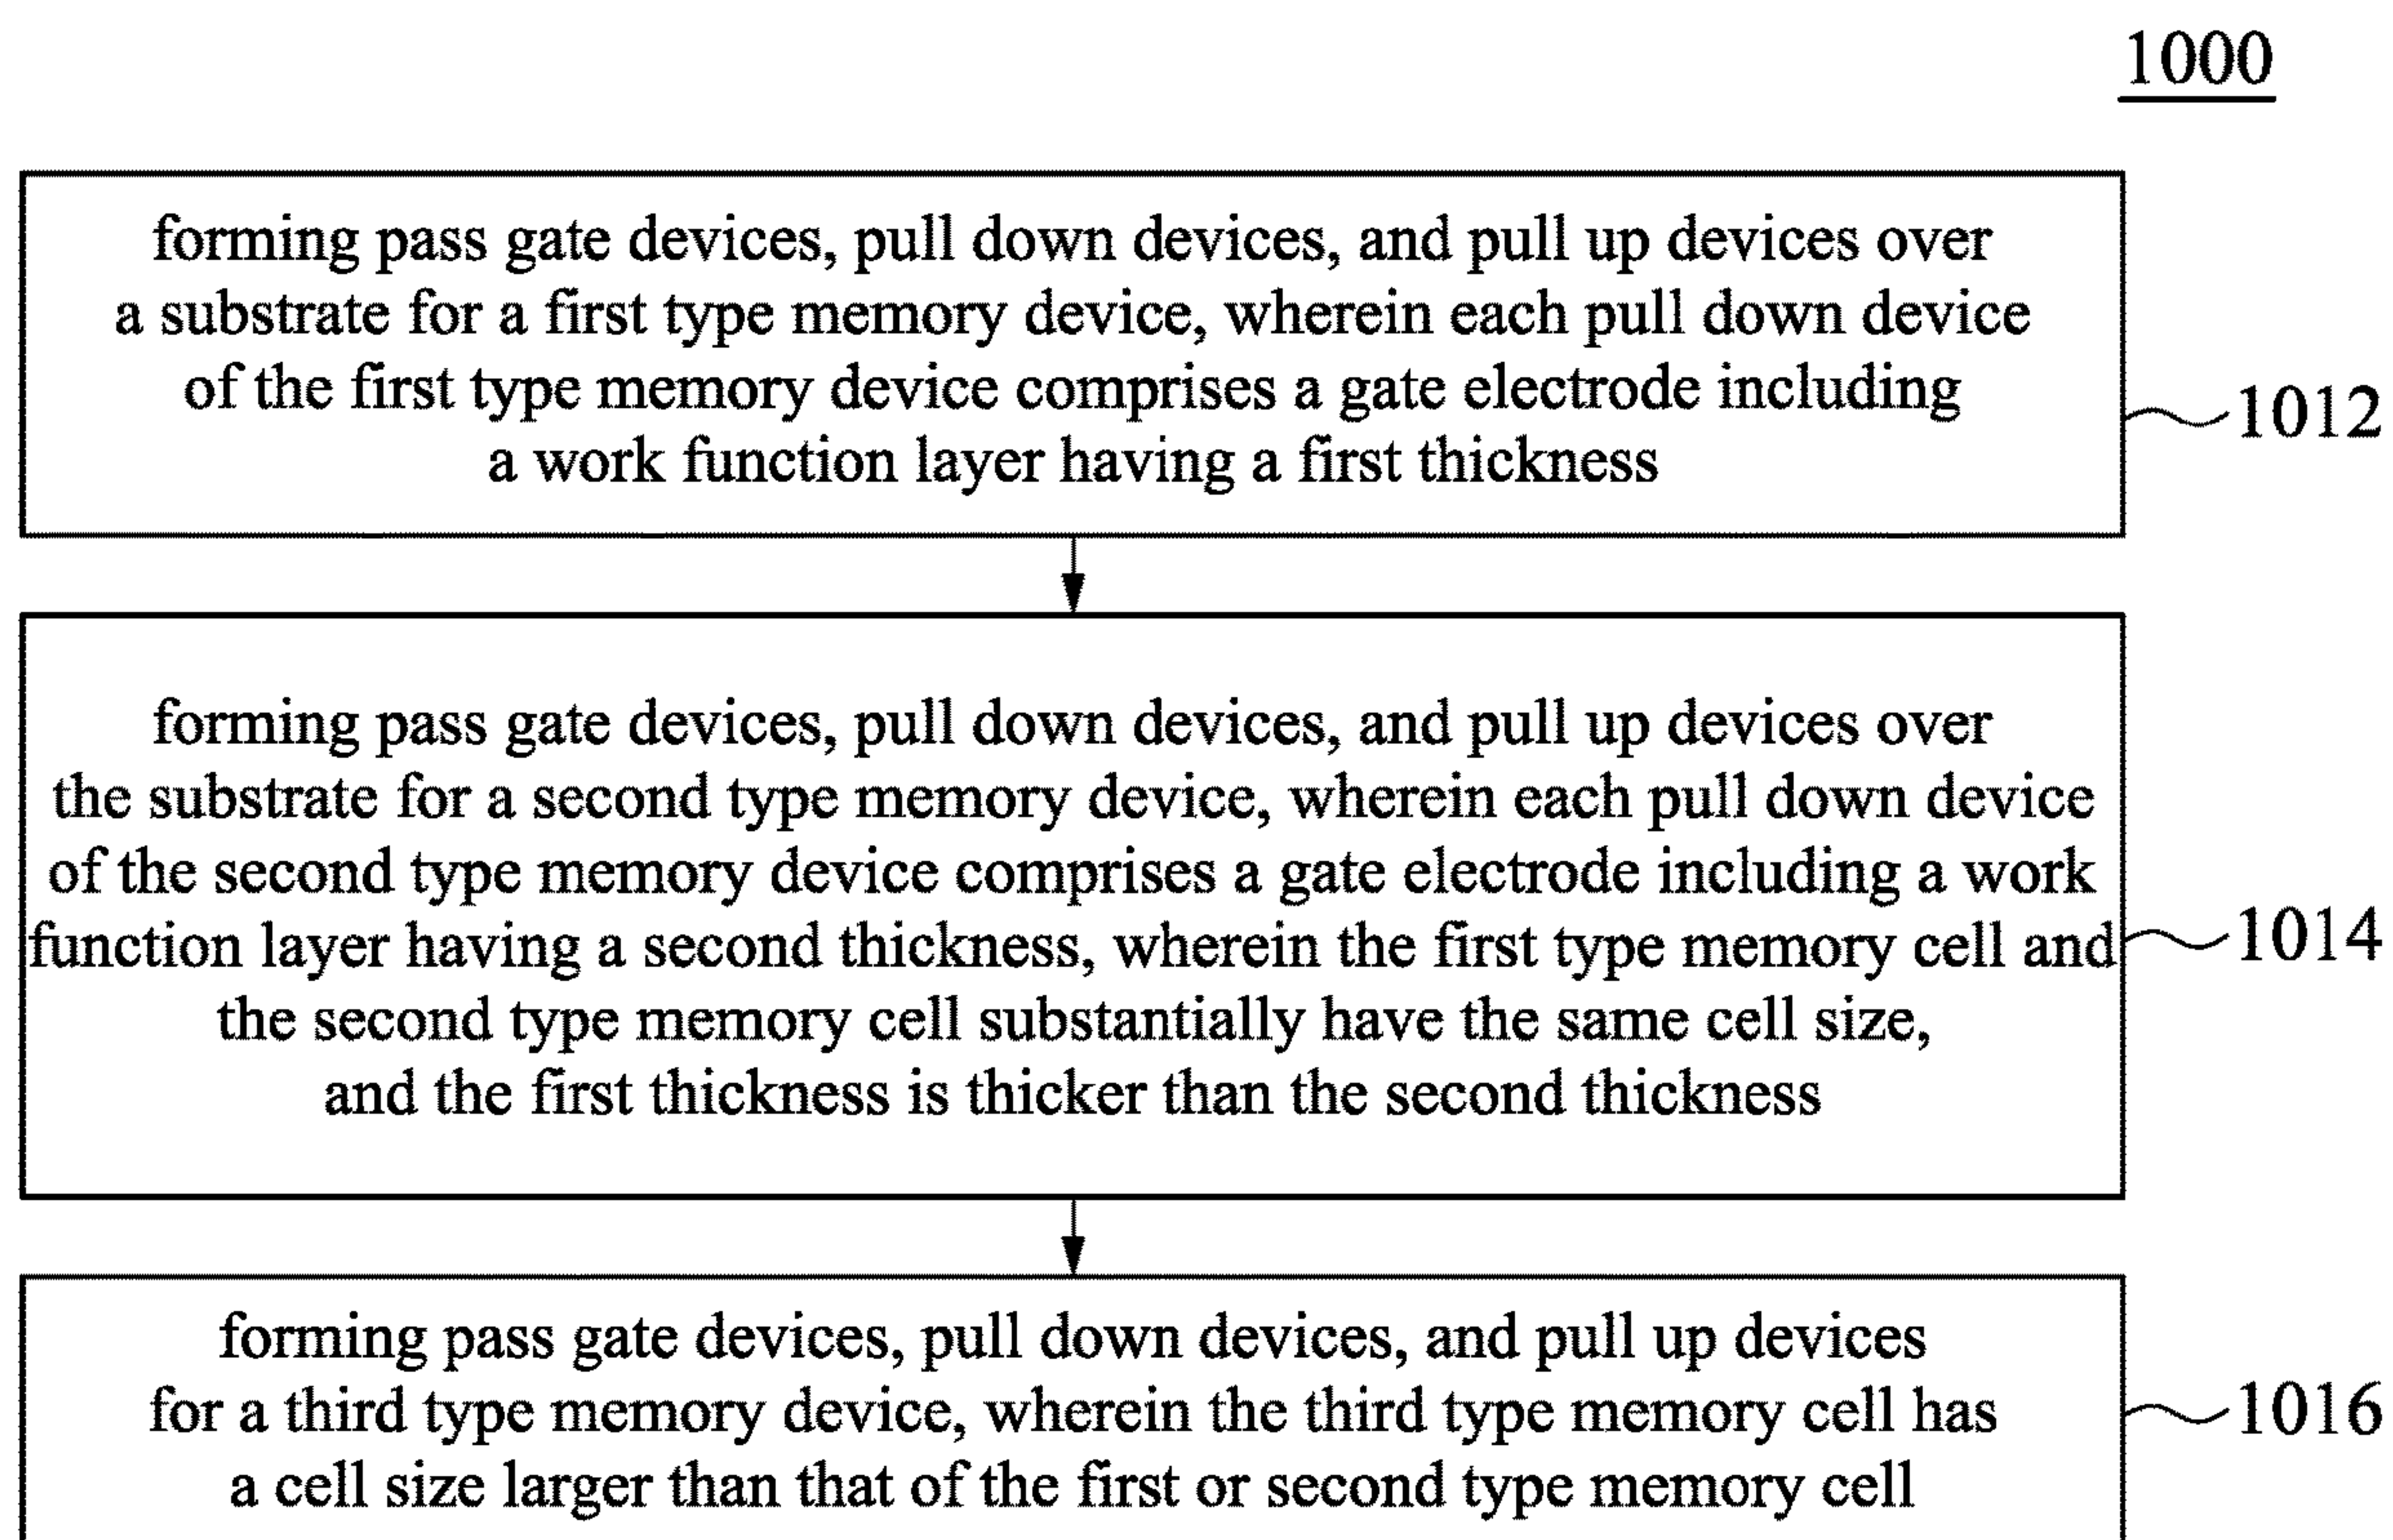 1000
forming pass gate devices, pull down devices, and pull up devices over
a substrate for a first type memory device, wherein each pull down device
of the first type memory device comprises a gate electrode including
a work function layer having a first thickness
1012
forming pass gate devices, pull down devices, and pull up devices over
the substrate for a second type memory device, wherein each pull down device
of the second type memory device comprises a gate electrode including a work
function layer having a second thickness, wherein the first type memory cell and
the second type memory cell substantially have the same cell size,
and the first thickness is thicker than the second thickness
1014
forming pass gate devices, pull down devices, and pull up devices
for a third type memory device, wherein the third type memory cell has
a cell size larger than that of the first or second type memory cell
1016